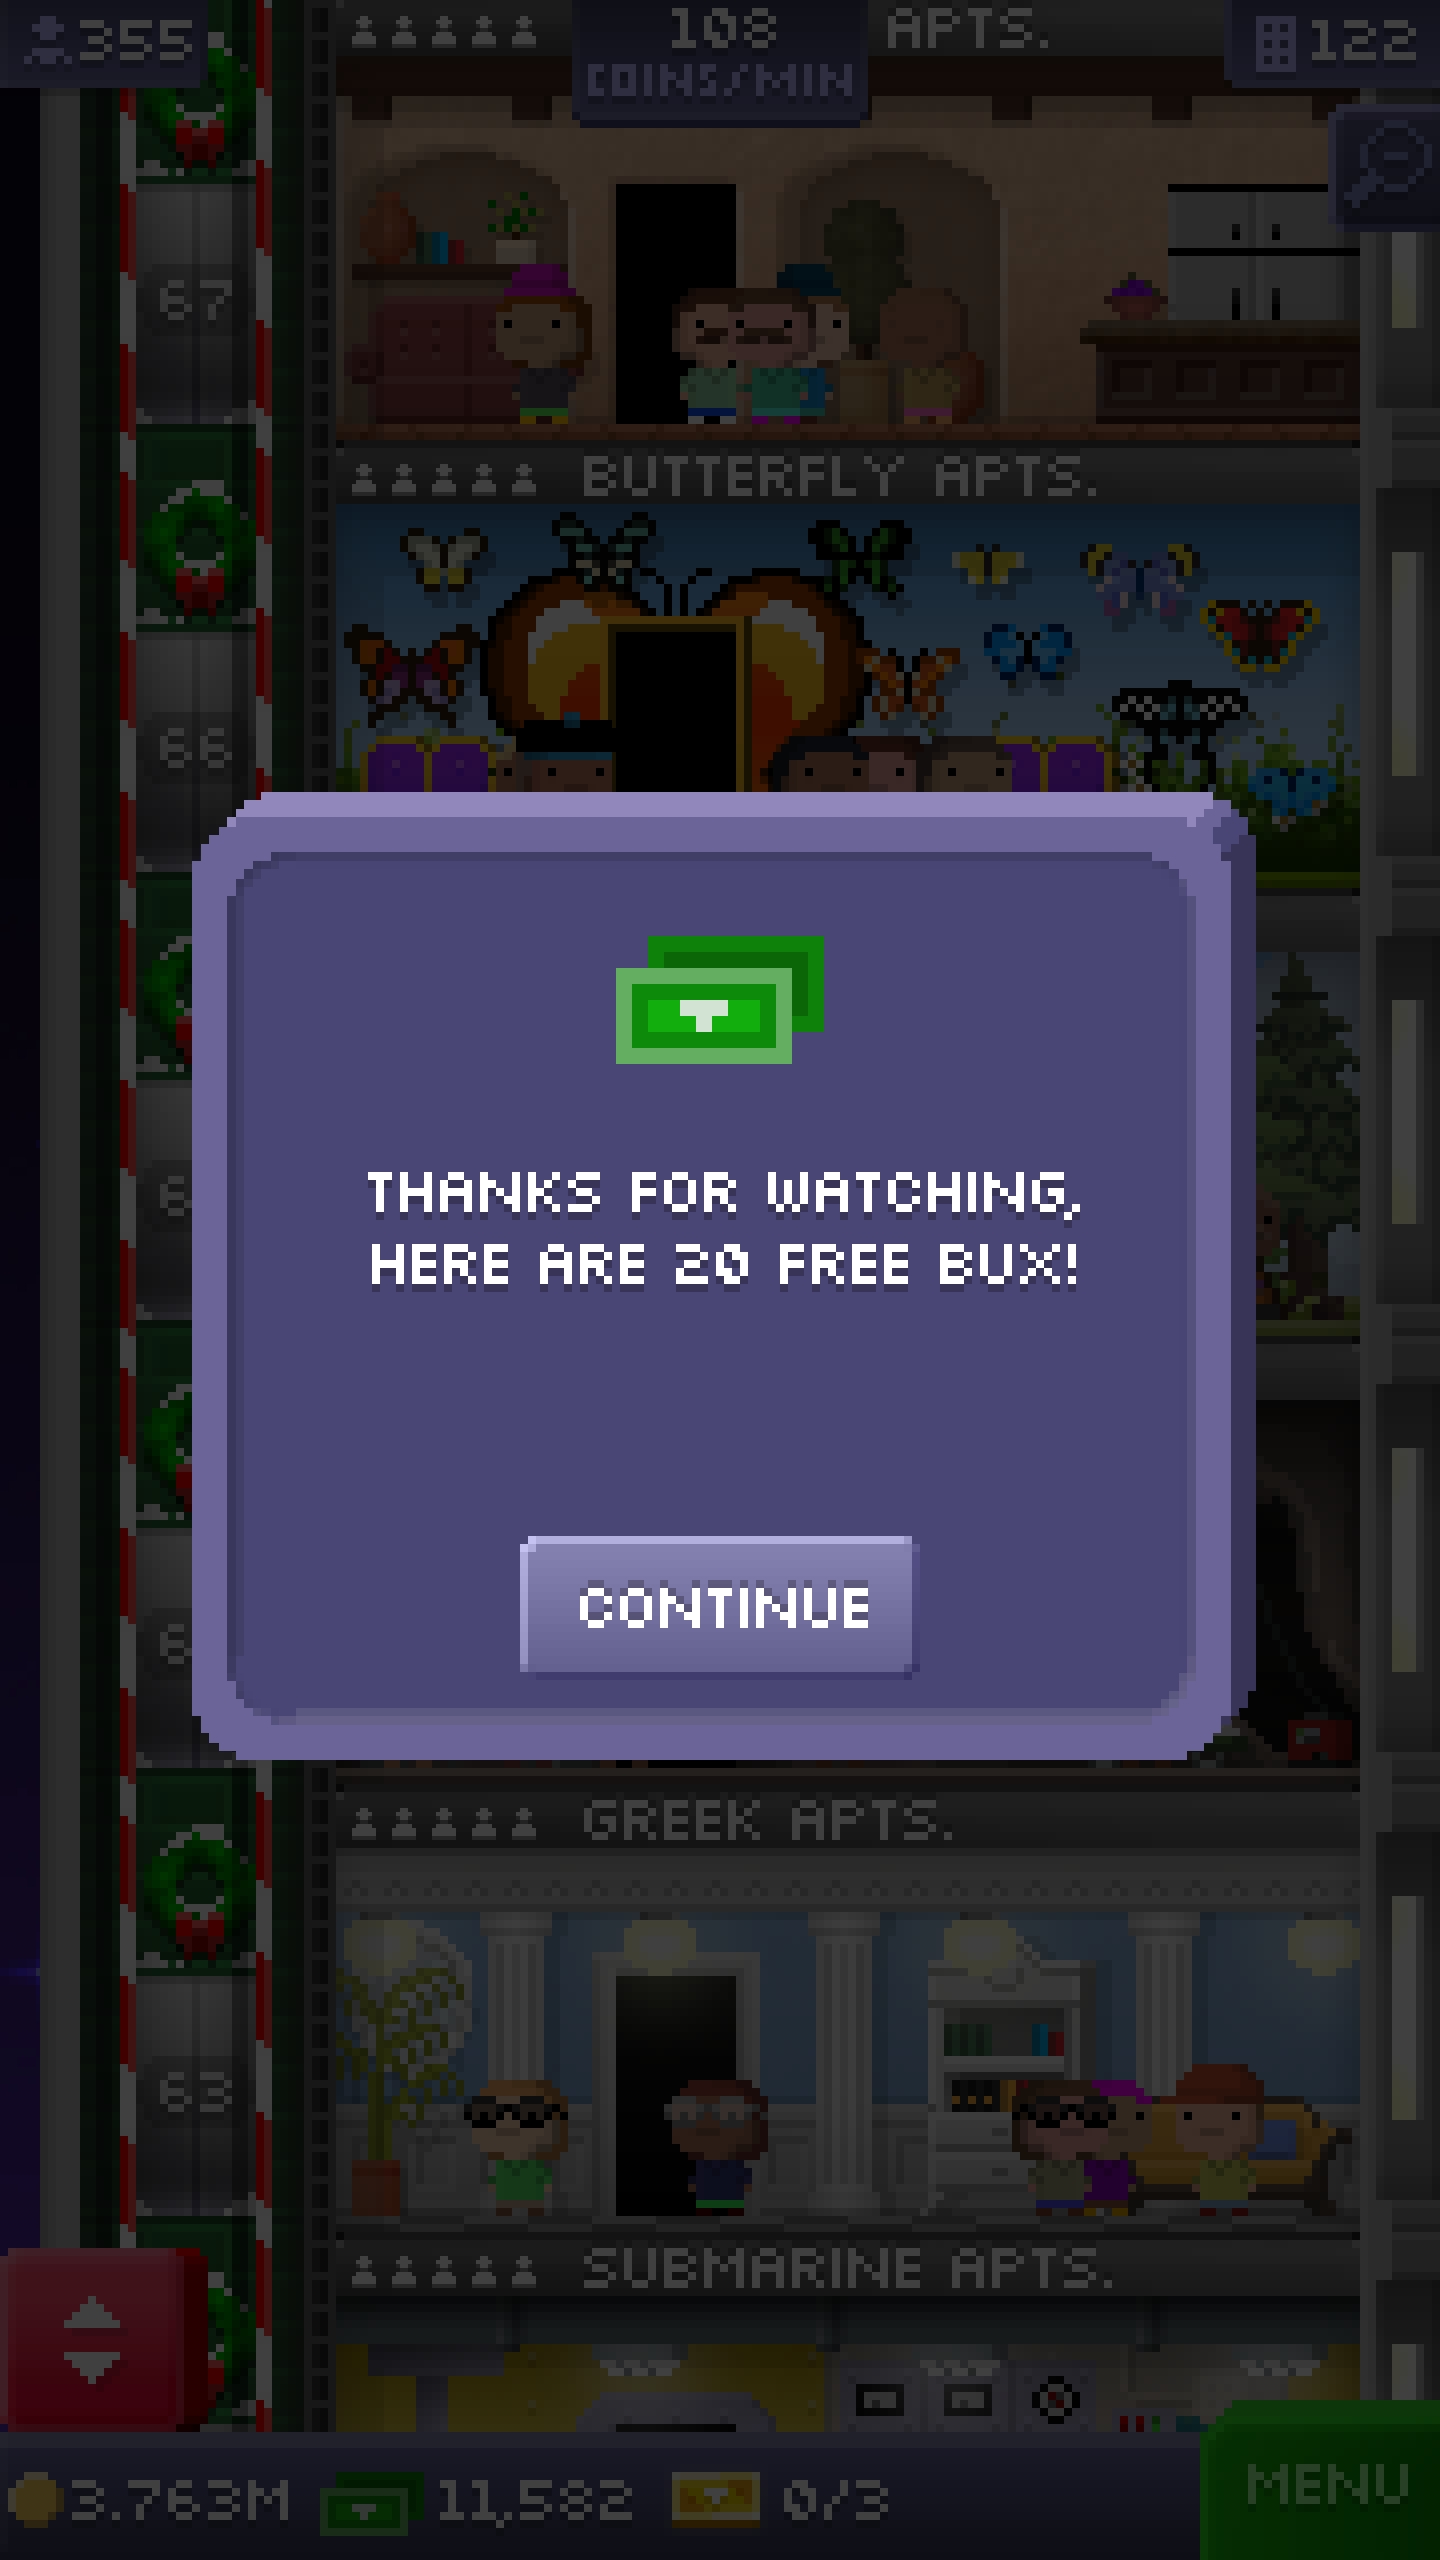 355
108
COINS/MIN
APTS.
122
67
BUTTERFLY APTS.
66
THANKS FOR WATCHING,
HERE ARE 20 FREE BUX!
CONTINUE
GREEK APTS.
63
SUBMARINE APTS.
3.763M
11,582
0/3
MENU